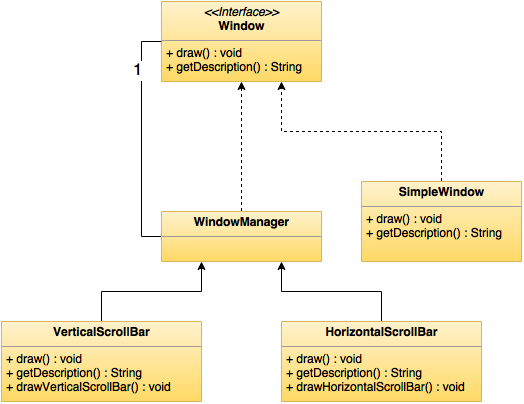 <<Interface>>
Window
+ draw() : void
+ getDescription() : String
1
SimpleWindow
+ draw() : void
+ getDescription() : String
WindowManager
VerticalScrollBar
+ draw() : void
+ getDescription() : String
+ drawVerticalScrollBar() : void
HorizontalScrollBar
+ draw() : void
+ getDescription() : String
+ drawHorizontalScrollBar() : void